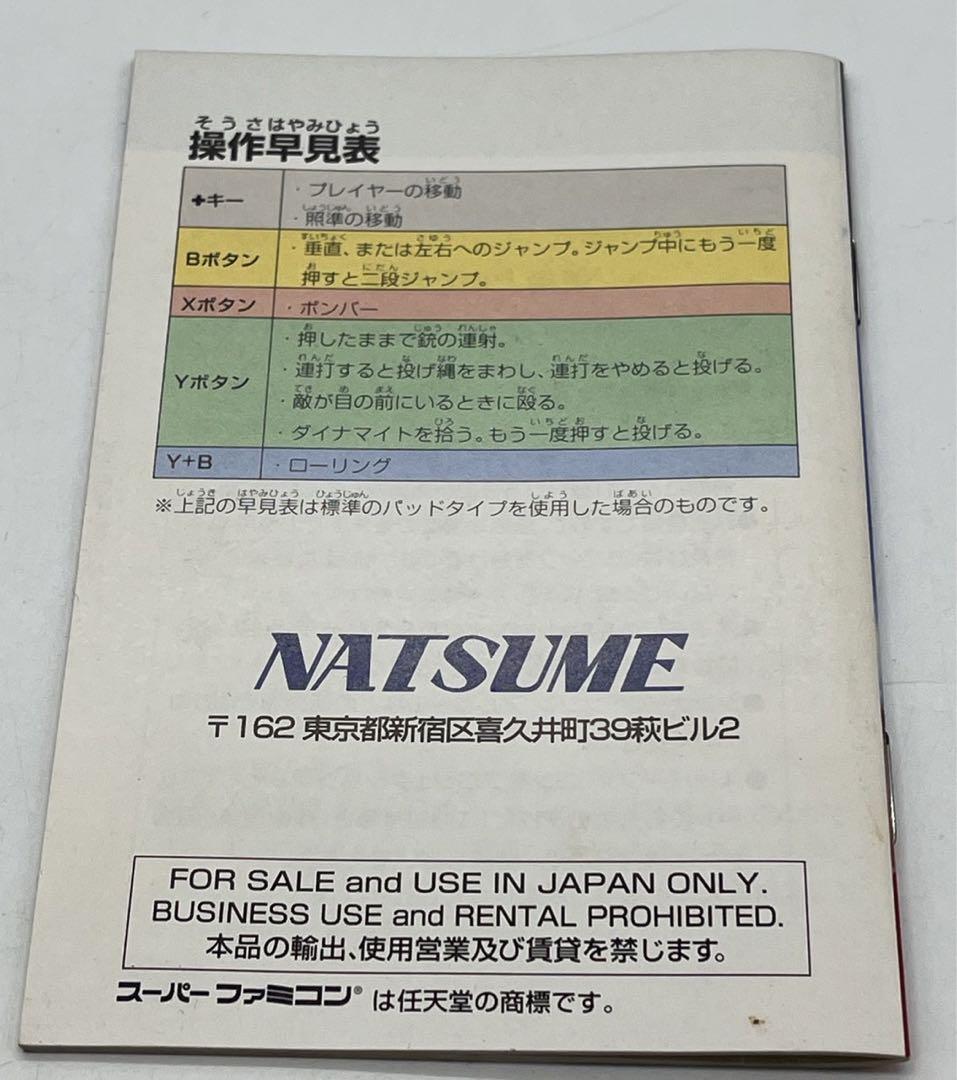 そうさはやみひょう
操作早見表
✚キー
・プレイヤーの移動
・照準の移動
Bボタン
・垂直、または左右へのジャンプ。ジャンプ中にもう一度
押すと二段ジャンプ。
Xボタン
・ボンバー
Yボタン
・押したままで銃の連射。
・連打すると投げ縄をまわし、連打をやめると投げる。
・敵が目の前にいるときに殴る。
・ダイナマイトを拾う。もう一度押すと投げる。
Y+B
・ローリング
※上記の早見表は標準のパッドタイプを使用した場合のものです。
NATSUME
〒162 東京都新宿区喜久井町39萩ビル2
FOR SALE and USE IN JAPAN ONLY.
BUSINESS USE and RENTAL PROHIBITED.
本品の輸出、使用営業及び賃貸を禁じます。
スーパーファミコン® は任天堂の商標です。